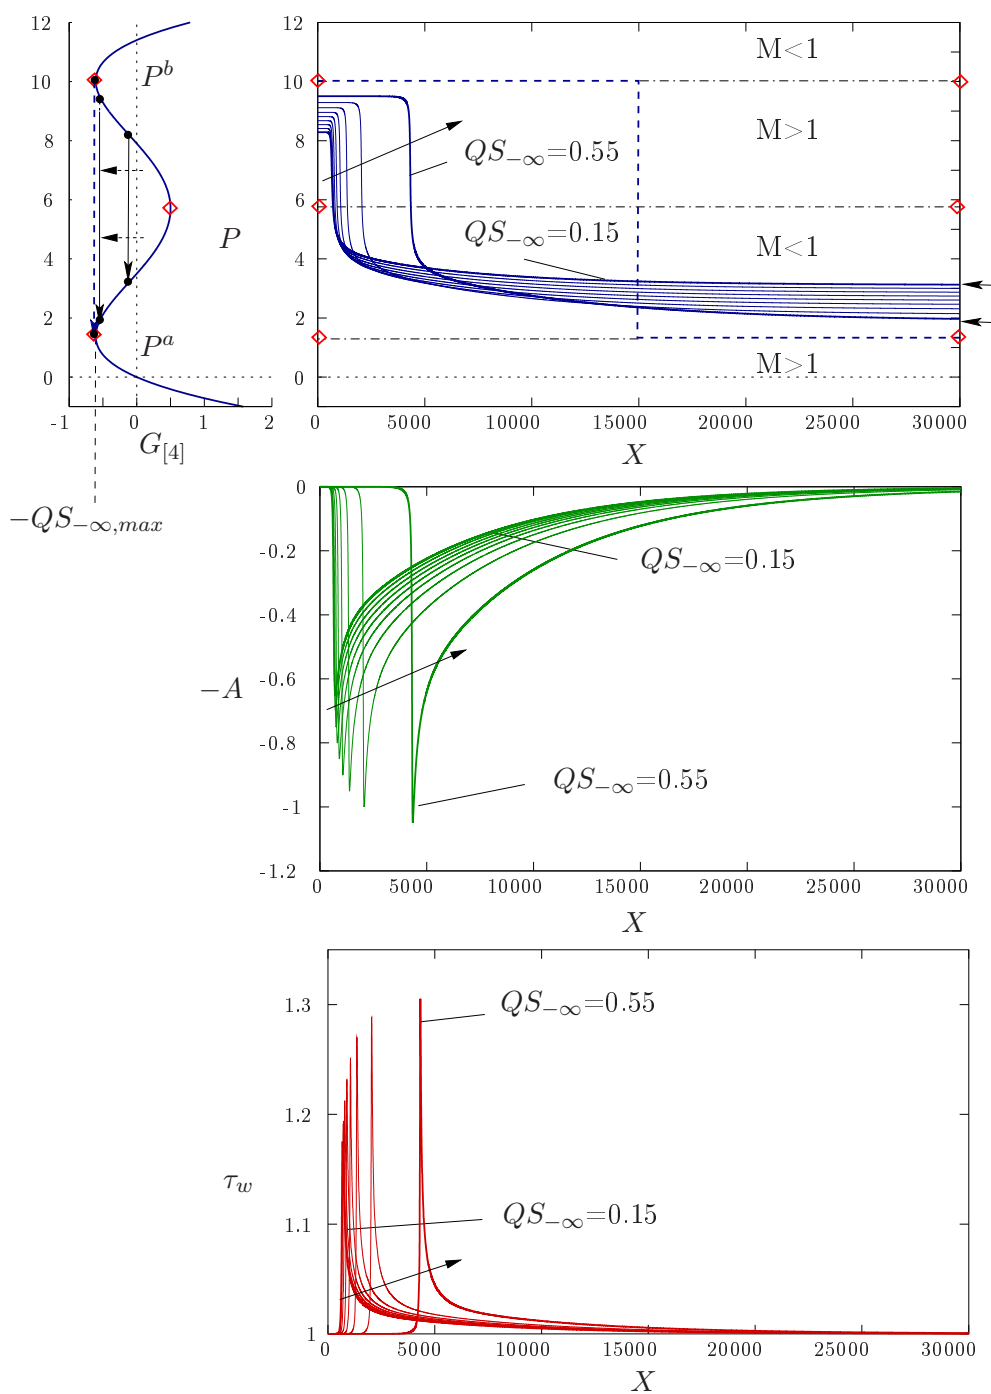 12
10
8
6
4
2
0
-1
0
1
2
P^b
P
P^a
G_[4]
−QS_−∞,max
12
10
8
6
4
2
0
M<1
M>1
QS_−∞=0.55
QS_−∞=0.15
M<1
M>1
0
5000
10000
15000
20000
25000
30000
X
0
-0.2
-0.4
-0.6
-0.8
-1
-1.2
−A
QS_−∞=0.15
QS_−∞=0.55
0
5000
10000
15000
20000
25000
30000
X
1.3
1.2
1.1
1
τ_w
QS_−∞=0.55
QS_−∞=0.15
0
5000
10000
15000
20000
25000
30000
X